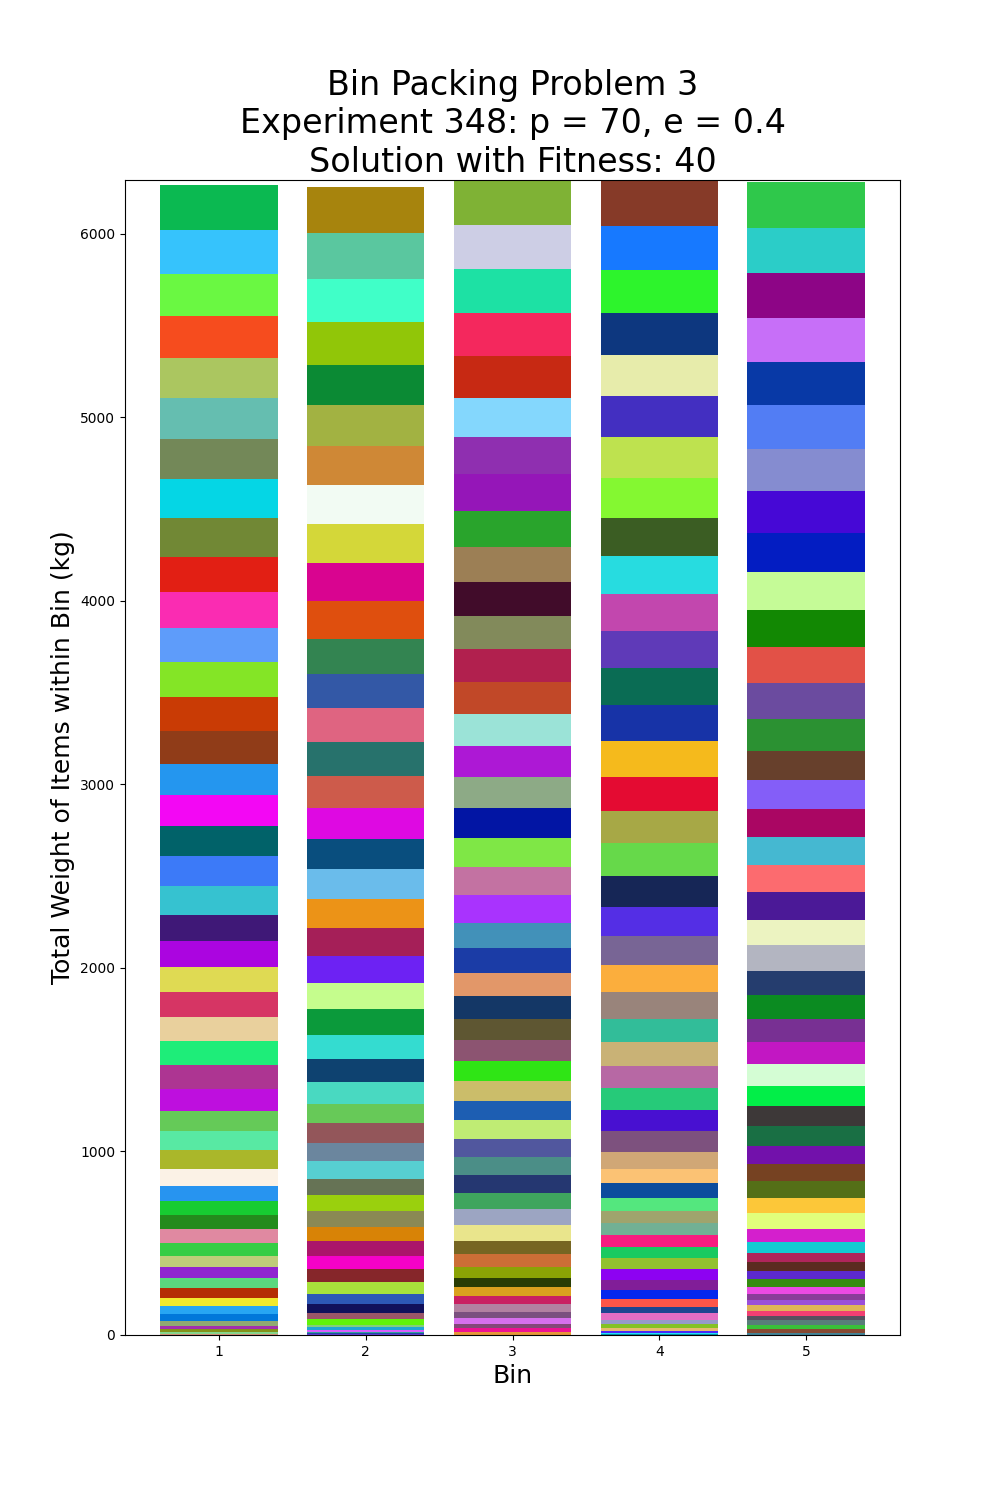 Bin Packing Problem 3
Experiment 348: p = 70, e = 0.4
Solution with Fitness: 40
Total Weight of Items within Bin (kg)
6000
5000
4000
3000
2000
1000
0
1 2 3 4 5
Bin